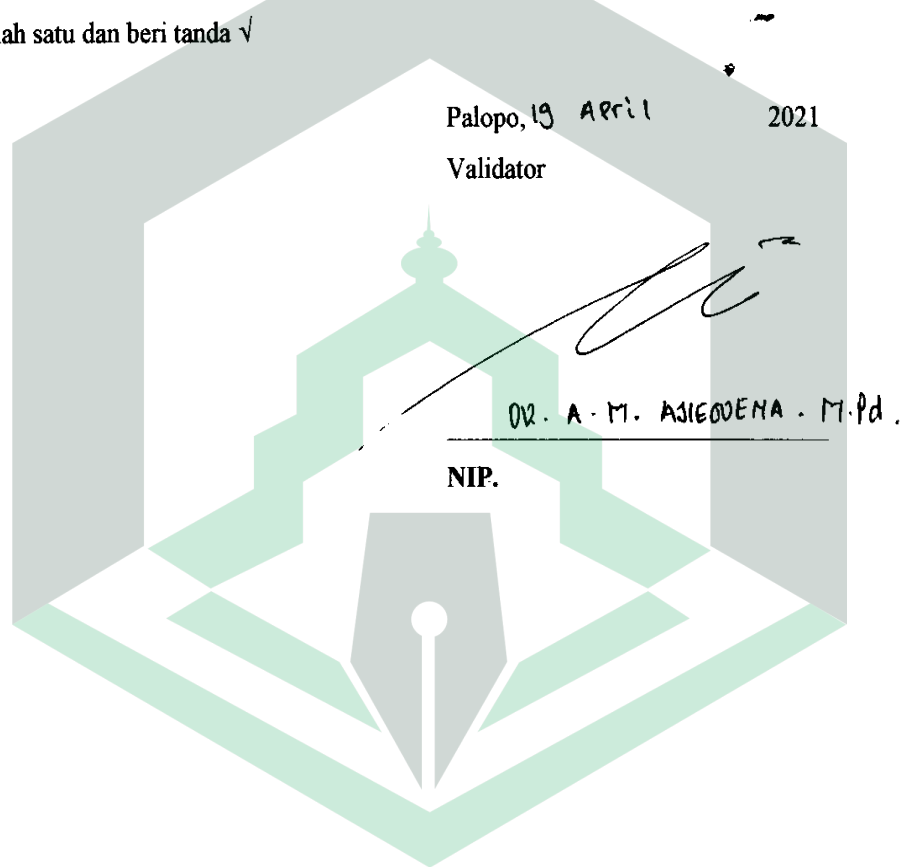 ah satu dan beri tanda √
Palopo, 19 April 2021
Validator
DR. A. M. AJIEGOENA. M.Pd.
NIP.